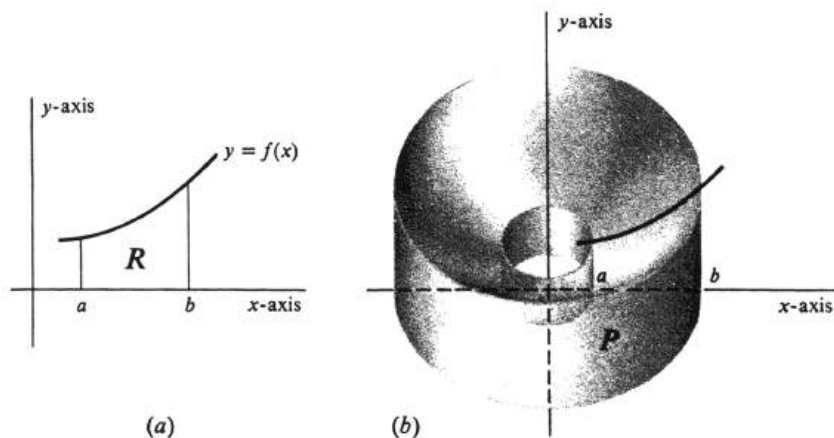 y-axis
y = f(x)
R
a b
x-axis
(a)
y-axis
a b
x-axis
P
(b)